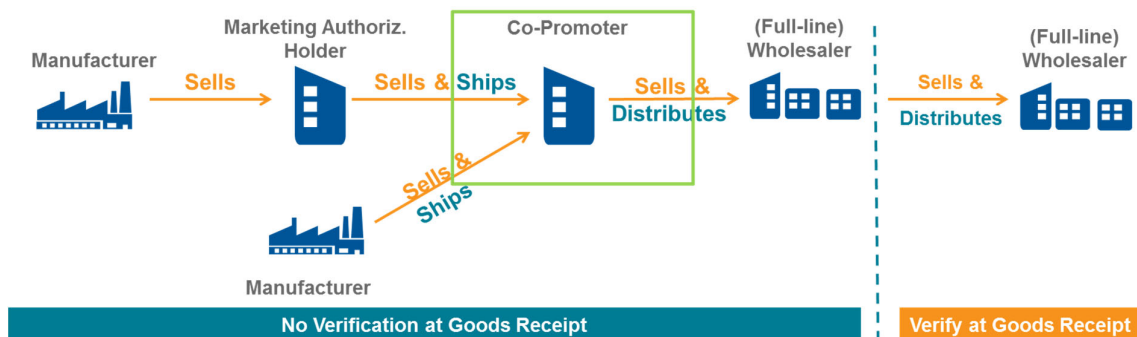 Manufacturer
Sells
Marketing Authoriz.
Holder
Sells & Ships
Co-Promoter
Sells &
Distributes
(Full-line)
Wholesaler
Sells &
Distributes
(Full-line)
Wholesaler
Sells &
Ships
Manufacturer
No Verification at Goods Receipt
Verify at Goods Receipt